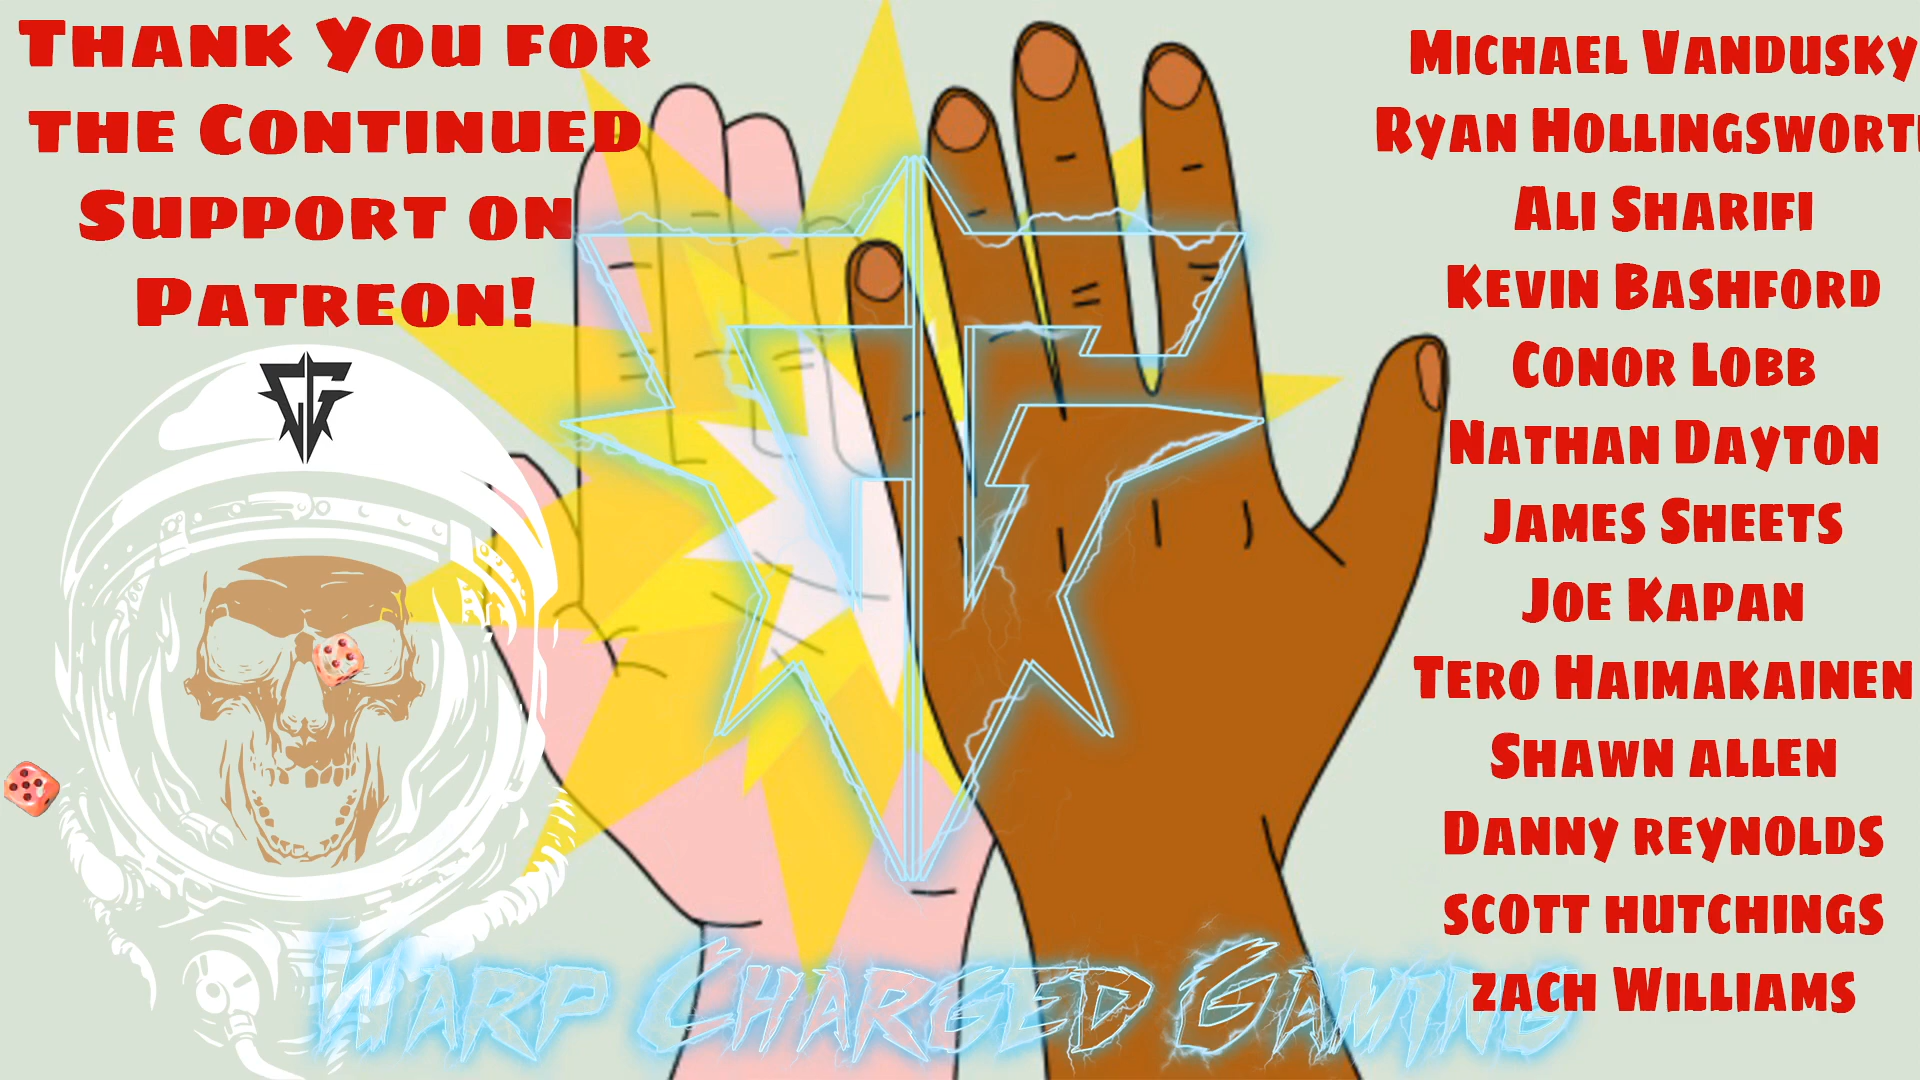 Thank You for
the Continued
Support on
Patreon!
Michael Vandusky
Ryan Hollingsworth
Ali Sharifi
Kevin Bashford
Conor Lobb
Nathan Dayton
James Sheets
Joe Kapan
Tero Haimakainen
Shawn allen
Danny reynolds
scott hutchings
zach Williams
Warp Charged Gaming